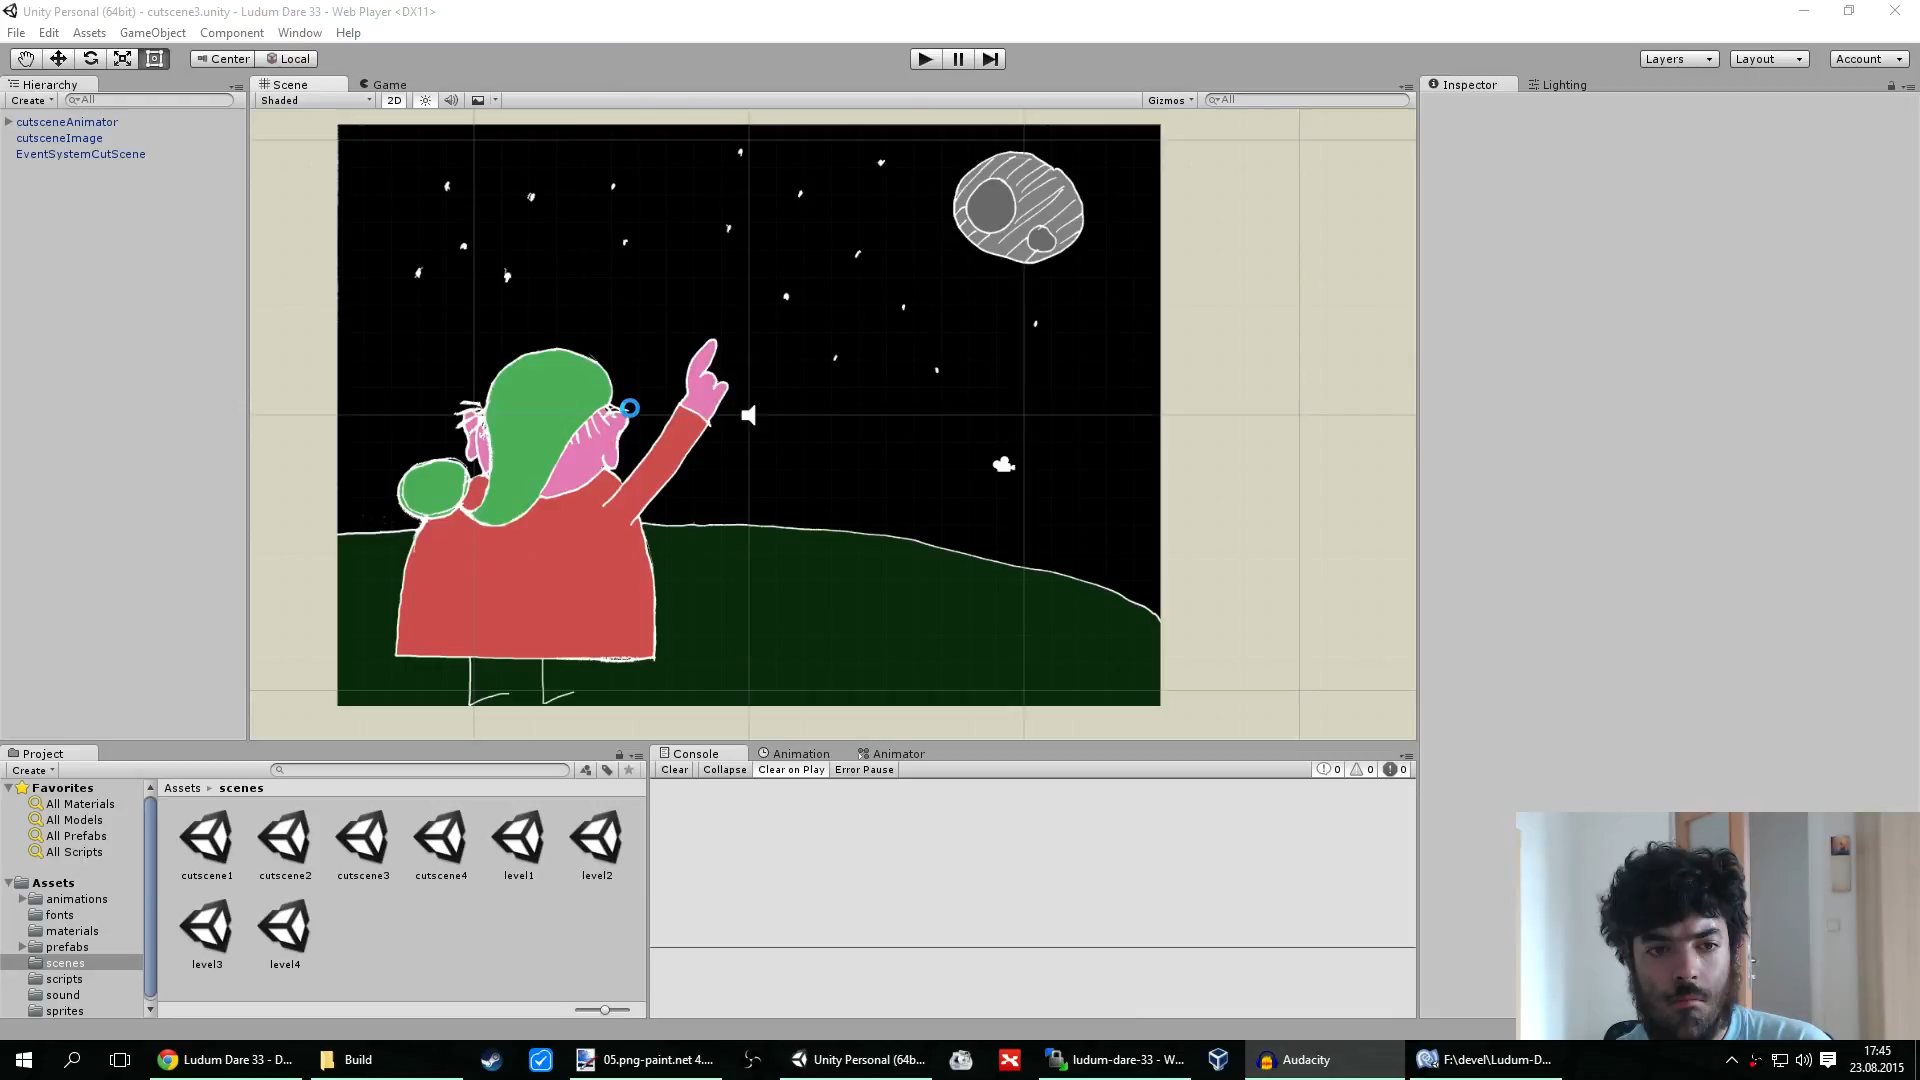 Unity Personal (64bit) - cutscene3.unity - Ludum Dare 33 - Web Player <DX11>
File Edit Assets GameObject Component Window Help
Center Local Layers Layout Account
Hierarchy Scene Game Inspector Lighting
Create All Shaded 2D Gizmos All
cutsceneAnimator
cutsceneImage
EventSystemCutScene
Project Console Animation Animator
Create Clear Collapse Clear on Play Error Pause 0 0 0
Favorites Assets scenes
All Materials
All Models
All Prefabs
All Scripts
cutscene1 cutscene2 cutscene3 cutscene4 level1 level2
Assets
animations
fonts
materials
prefabs
scenes level3 level4
scripts
sound
sprites
Ludum Dare 33 - D... Build 05.png-paint.net 4.... Unity Personal (64b... ludum-dare-33 - W... Audacity F:\devel\Ludum-D...
17:45
23.08.2015